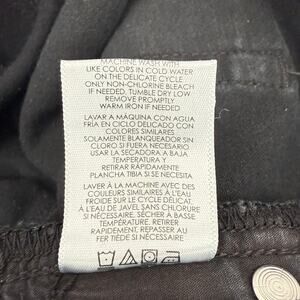 MACHINE WASH WITH
LIKE COLORS IN COLD WATER
ON THE DELICATE CYCLE
ONLY NON-CHLORINE BLEACH
IF NEEDED. TUMBLE DRY LOW
REMOVE PROMPTLY
WARM IRON IF NEEDED
LAVAR A MÁQUINA CON AGUA
FRÍA EN CICLO DELICADO CON
COLORES SIMILARES
SOLAMENTE BLANQUEADOR SIN
CLORO SI FUERA NECESARIO
USAR LA SECADORA A BAJA
TEMPERATURA Y
RETIRAR RÁPIDAMENTE
PLANCHA TIBIA SI SE NECESITA
LAVER À LA MACHINE AVEC DES
COULEURS SIMILAIRES À L'EAU
FROIDE SUR LE CYCLE DÉLICAT.
L'EAU DE JAVEL SANS CHLORURE
SI NÉCESSAIRE. SÉCHER À BASSE
TEMPÉRATURE. RETIRER
RAPIDEMENT, REPASSER AU
FER TIÈDE SI NÉCESSAIRE